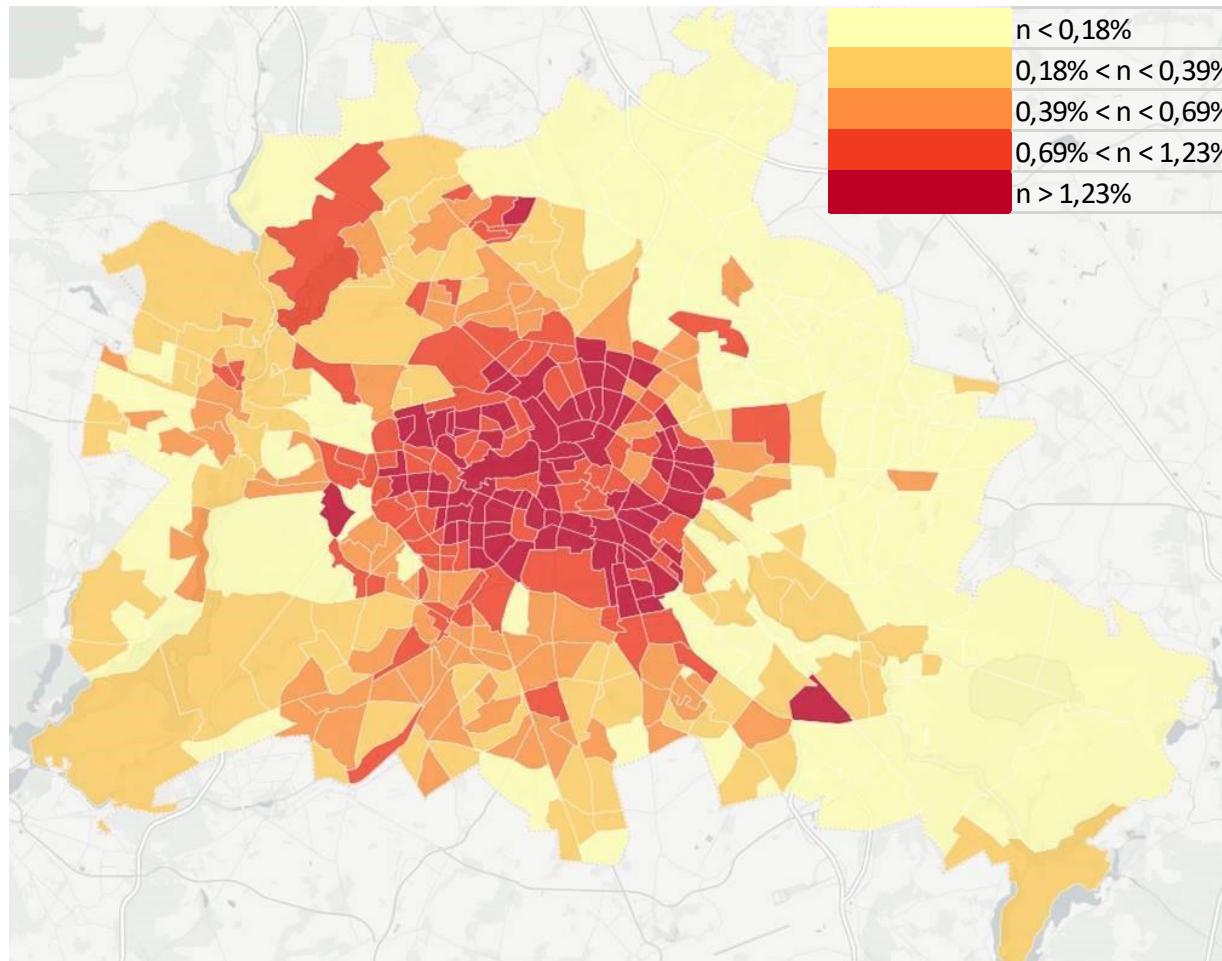 n < 0,18%
0,18% < n < 0,39%
0,39% < n < 0,69%
0,69% < n < 1,23%
n > 1,23%